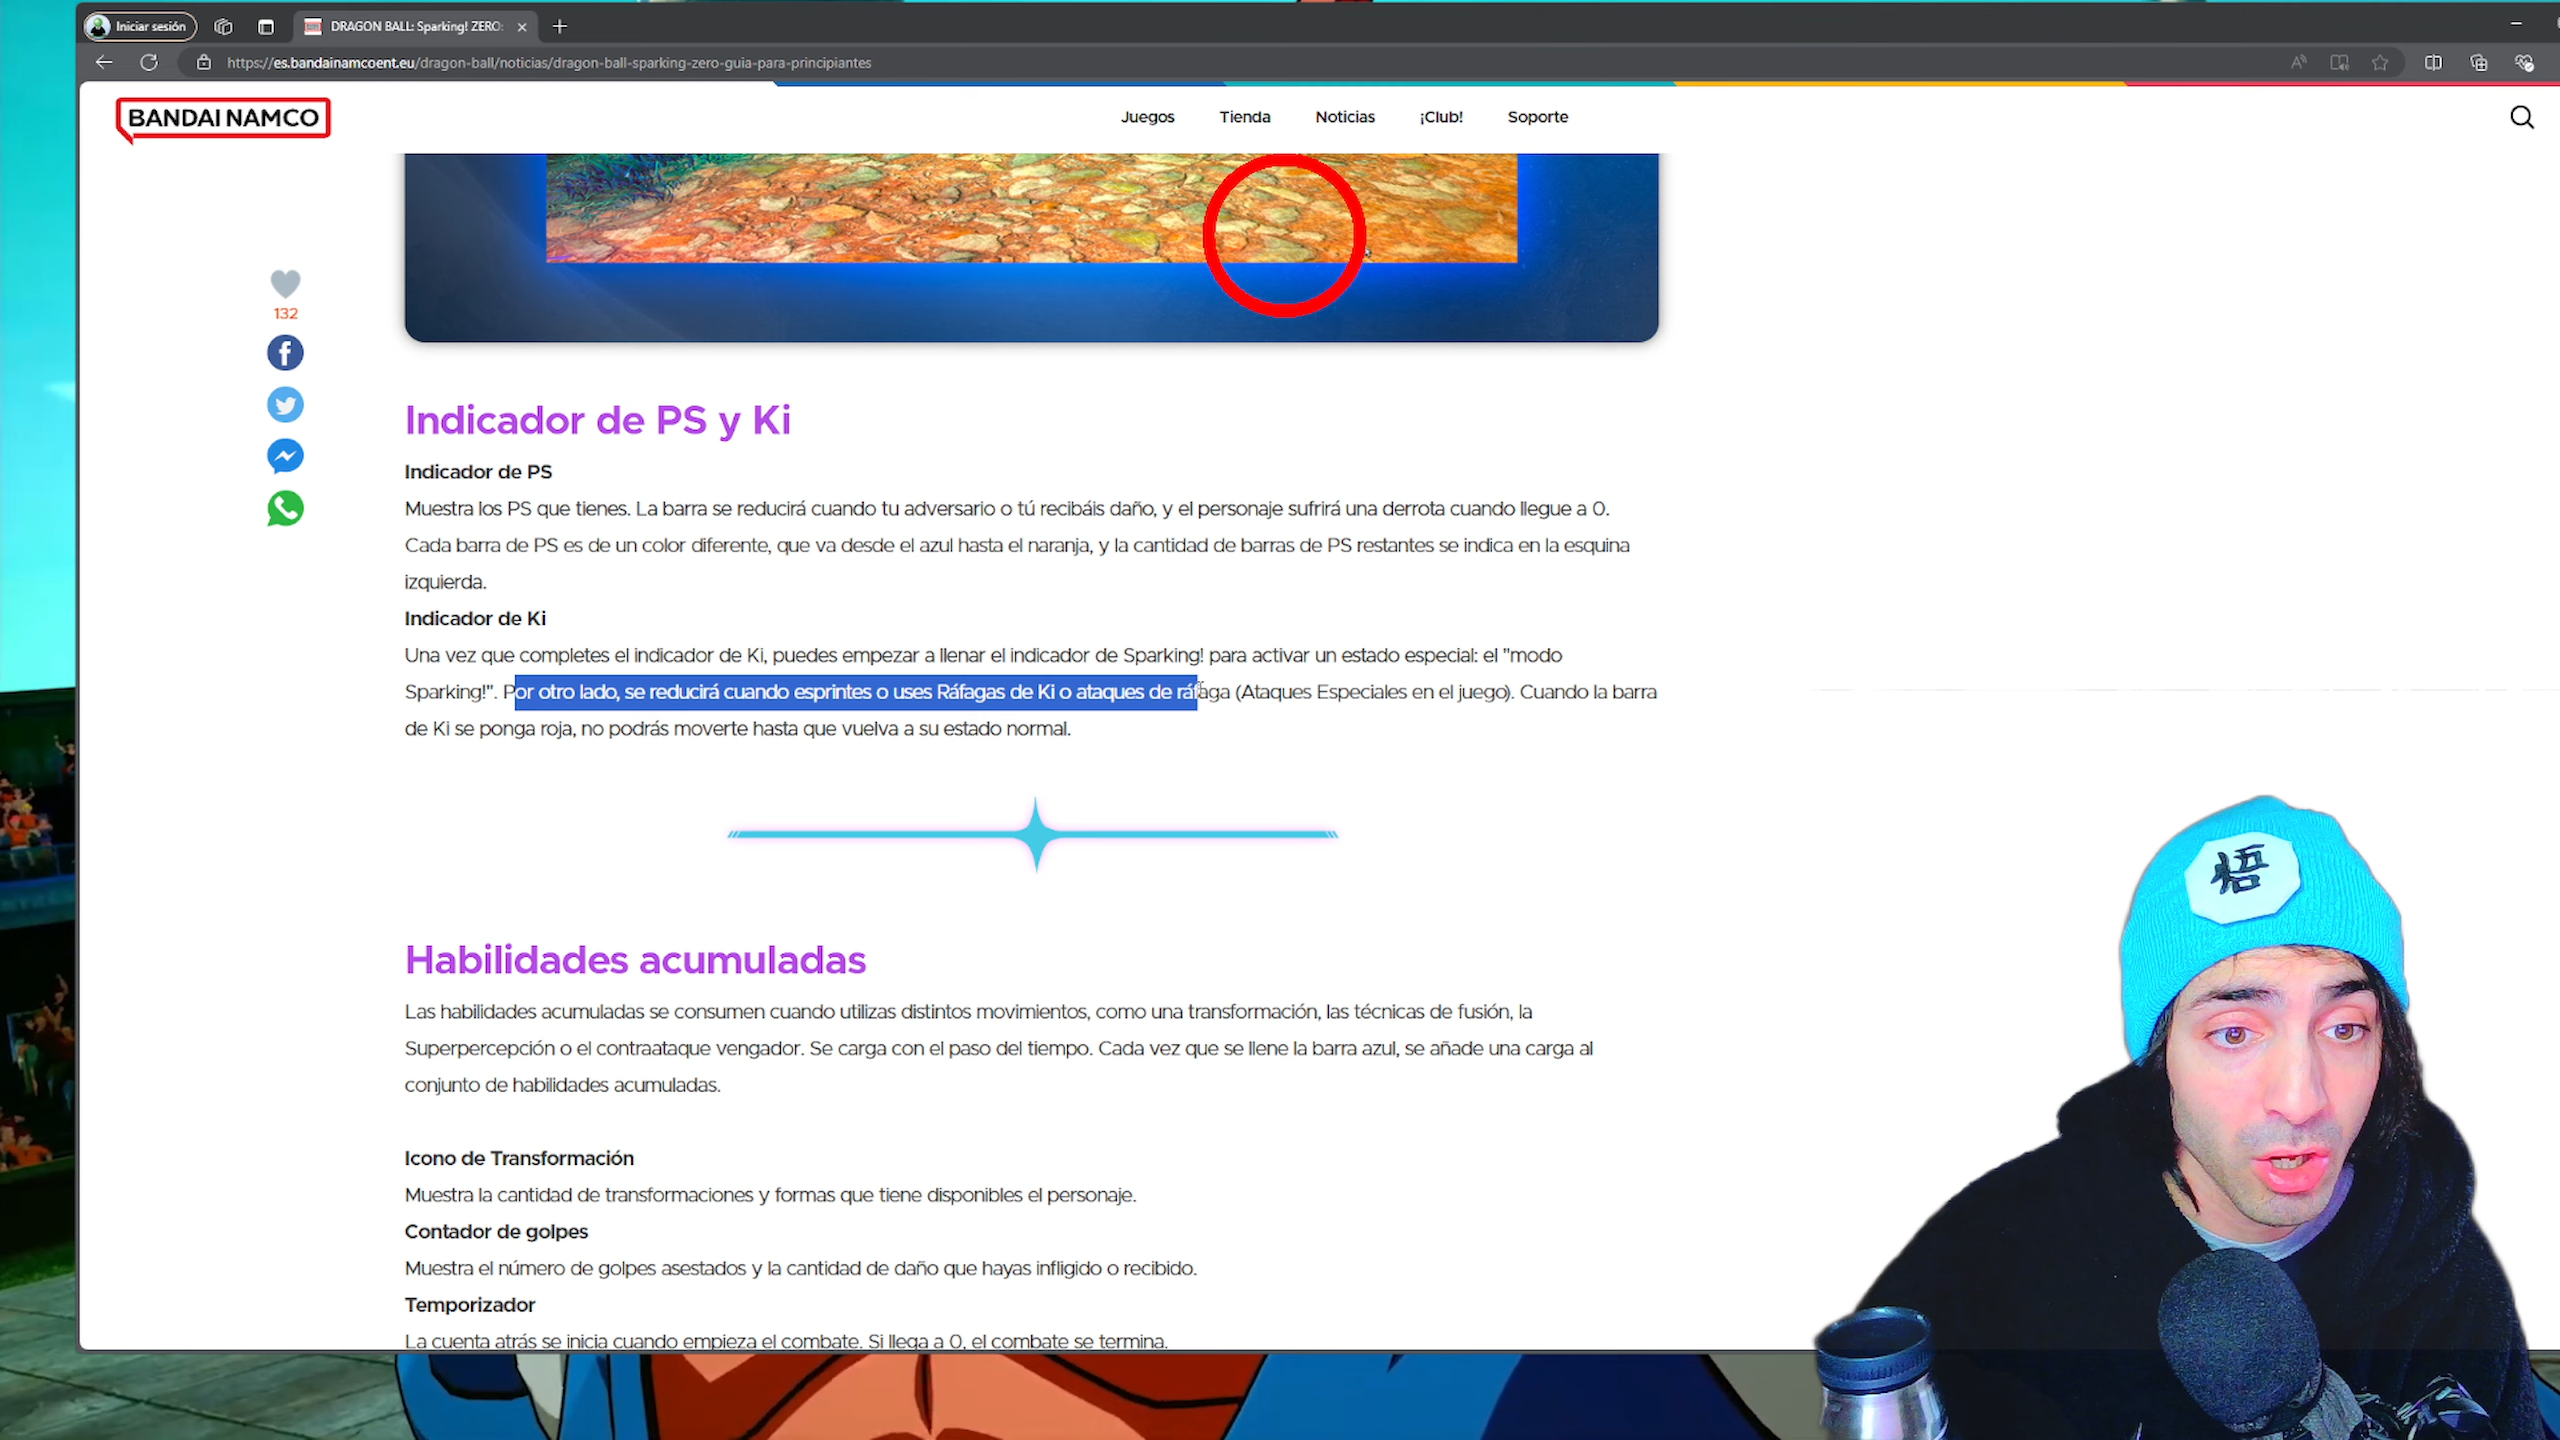 Iniciar sesión
DRAGON BALL: Sparking! ZERO:
https://es.bandainamcoent.eu/dragon-ball/noticias/dragon-ball-sparking-zero-guia-para-principiantes
BANDAI NAMCO
Juegos Tienda Noticias ¡Club! Soporte
132
Indicador de PS y Ki
Indicador de PS
Muestra los PS que tienes. La barra se reducirá cuando tu adversario o tú recibáis daño, y el personaje sufrirá una derrota cuando llegue a 0.
Cada barra de PS es de un color diferente, que va desde el azul hasta el naranja, y la cantidad de barras de PS restantes se indica en la esquina
izquierda.
Indicador de Ki
Una vez que completes el indicador de Ki, puedes empezar a llenar el indicador de Sparking! para activar un estado especial: el "modo
Sparking!". Por otro lado, se reducirá cuando esprintes o uses Ráfagas de Ki o ataques de ráfaga (Ataques Especiales en el juego). Cuando la barra
de Ki se ponga roja, no podrás moverte hasta que vuelva a su estado normal.
Habilidades acumuladas
Las habilidades acumuladas se consumen cuando utilizas distintos movimientos, como una transformación, las técnicas de fusión, la
Superpercepción o el contraataque vengador. Se carga con el paso del tiempo. Cada vez que se llene la barra azul, se añade una carga al
conjunto de habilidades acumuladas.
Icono de Transformación
Muestra la cantidad de transformaciones y formas que tiene disponibles el personaje.
Contador de golpes
Muestra el número de golpes asestados y la cantidad de daño que hayas infligido o recibido.
Temporizador
La cuenta atrás se inicia cuando empieza el combate. Si llega a 0, el combate se termina.
悟